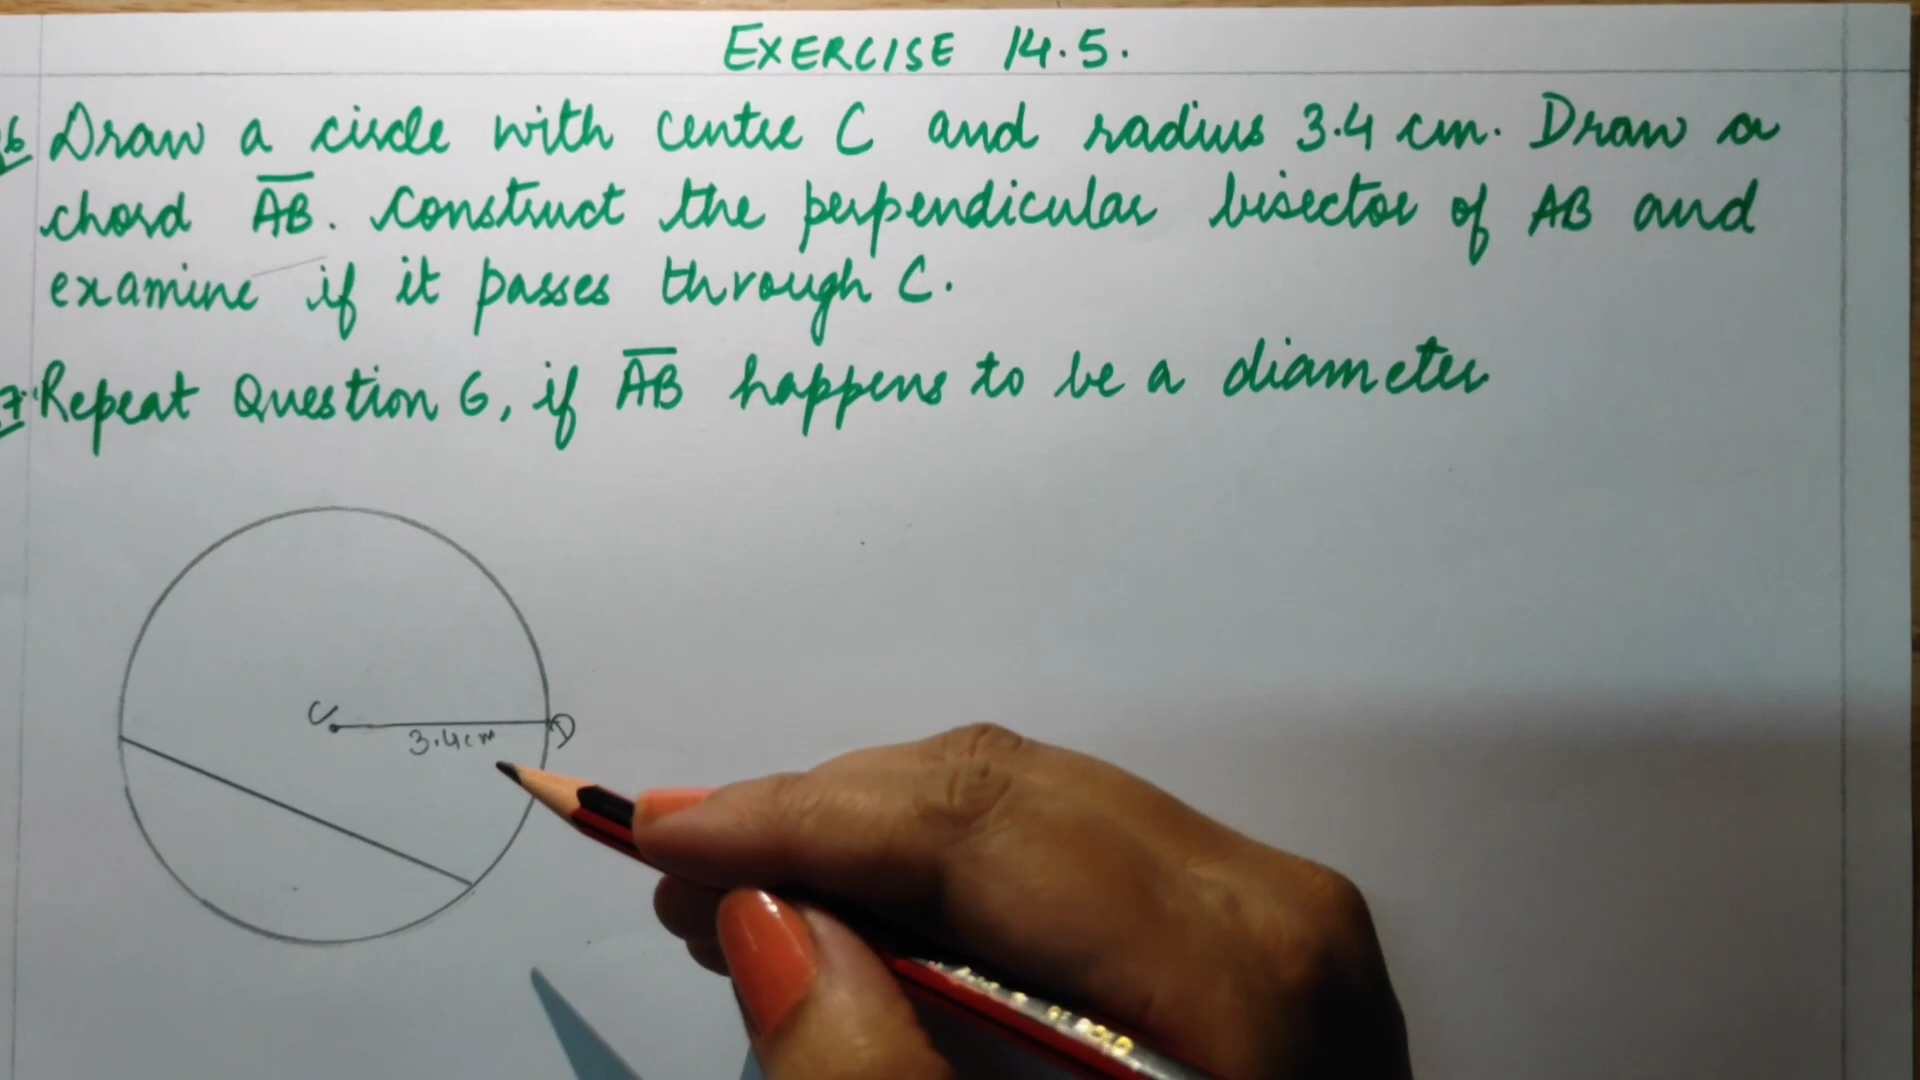 EXERCISE 14.5.
6 Draw a circle with centre C and radius 3.4 cm. Draw a
chord AB. Construct the perpendicular bisector of AB and
examine if it passes through C.
7. Repeat Question 6, if AB happens to be a diameter
C
3.4cm D